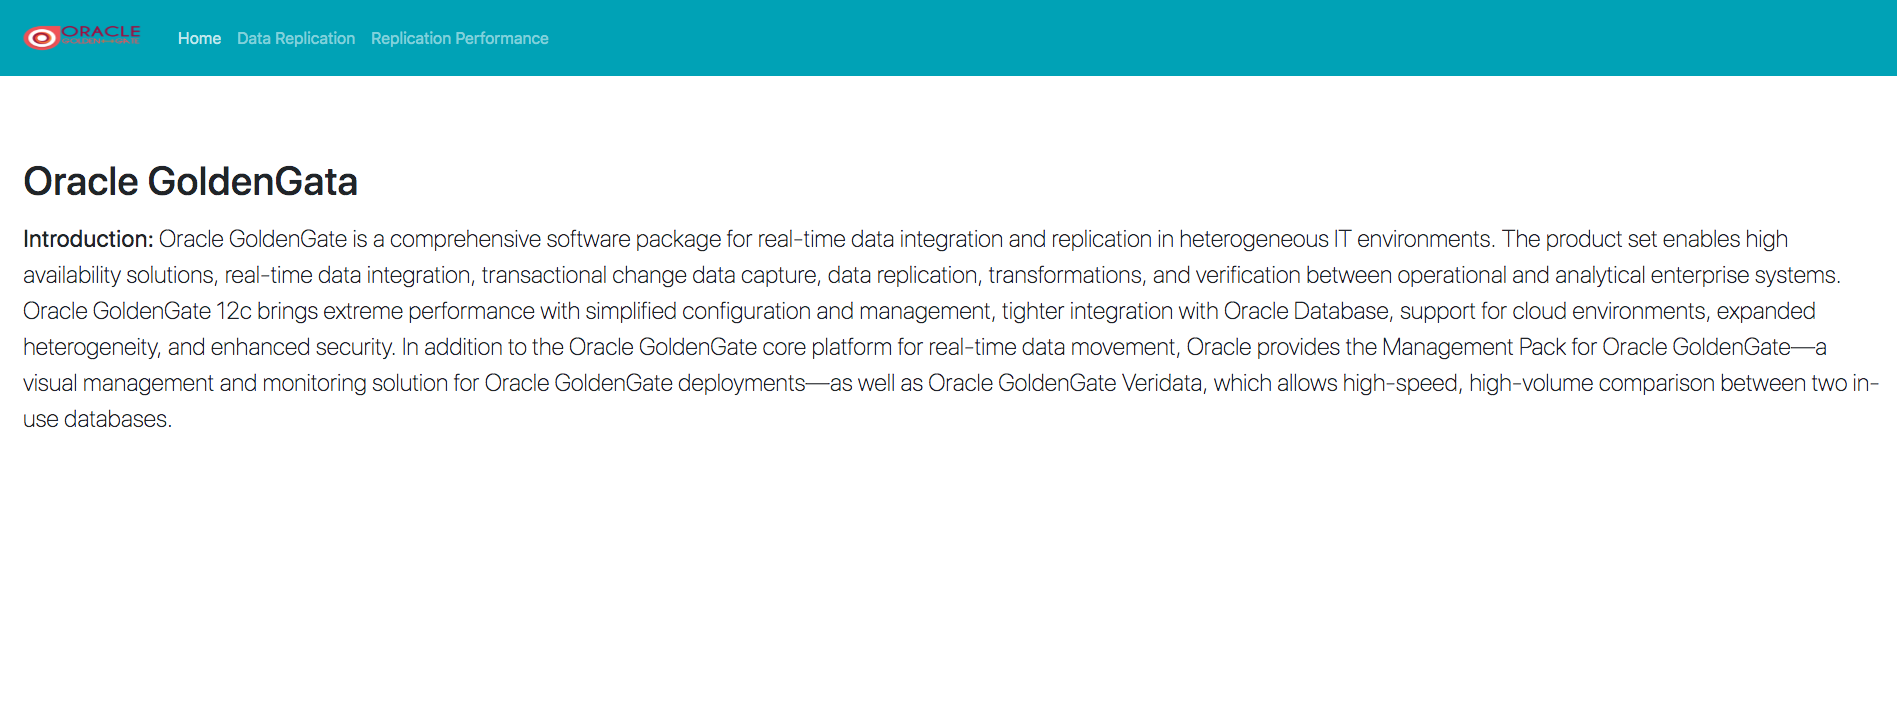 ORACLE
Home Data Replication Replication Performance
Oracle GoldenGata
Introduction: Oracle GoldenGate is a comprehensive software package for real-time data integration and replication in heterogeneous IT environments. The product set enables high
availability solutions, real-time data integration, transactional change data capture, data replication, transformations, and verification between operational and analytical enterprise systems.
Oracle GoldenGate 12c brings extreme performance with simplified configuration and management, tighter integration with Oracle Database, support for cloud environments, expanded
heterogeneity, and enhanced security. In addition to the Oracle GoldenGate core platform for real-time data movement, Oracle provides the Management Pack for Oracle GoldenGate—a
visual management and monitoring solution for Oracle GoldenGate deployments—as well as Oracle GoldenGate Veridata, which allows high-speed, high-volume comparison between two in-
use databases.